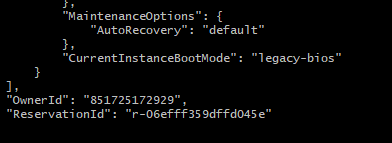 },
"MaintenanceOptions": {
"AutoRecovery": "default"
},
"CurrentInstanceBootMode": "legacy-bios"
}
],
"OwnerId": "851725172929",
"ReservationId": "r-06efff359dffd045e"